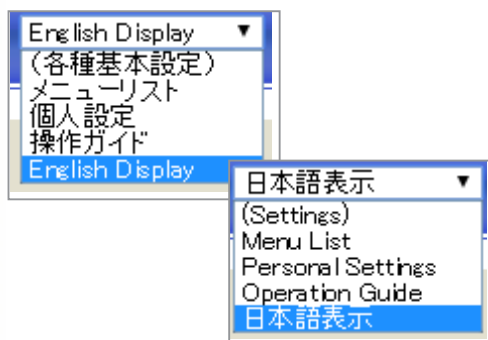 English Display ▼
(各種基本設定)
メニューリスト
個人設定
操作ガイド
English Display
日本語表示 ▼
(Settings)
Menu List
Personal Settings
Operation Guide
日本語表示